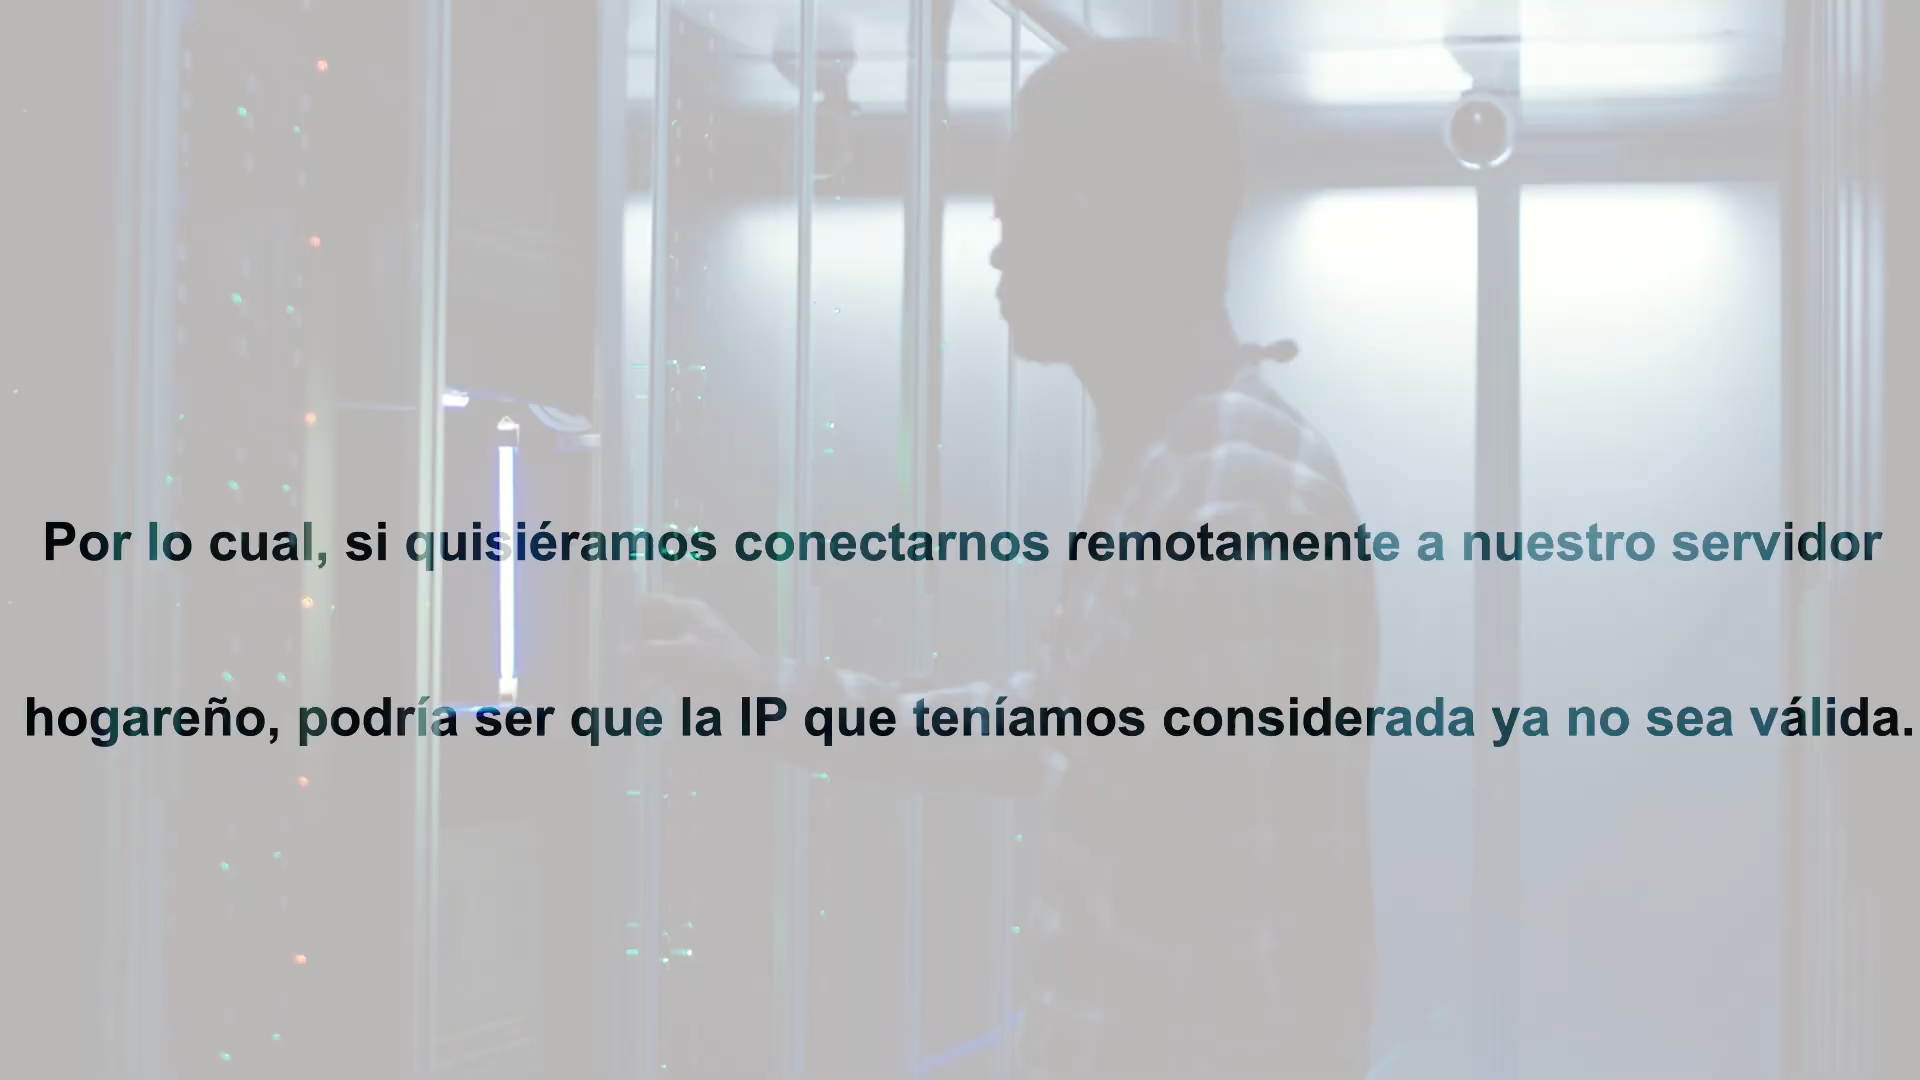 Por lo cual, si quisiéramos conectarnos remotamente a nuestro servidor
hogareño, podría ser que la IP que teníamos considerada ya no sea válida.